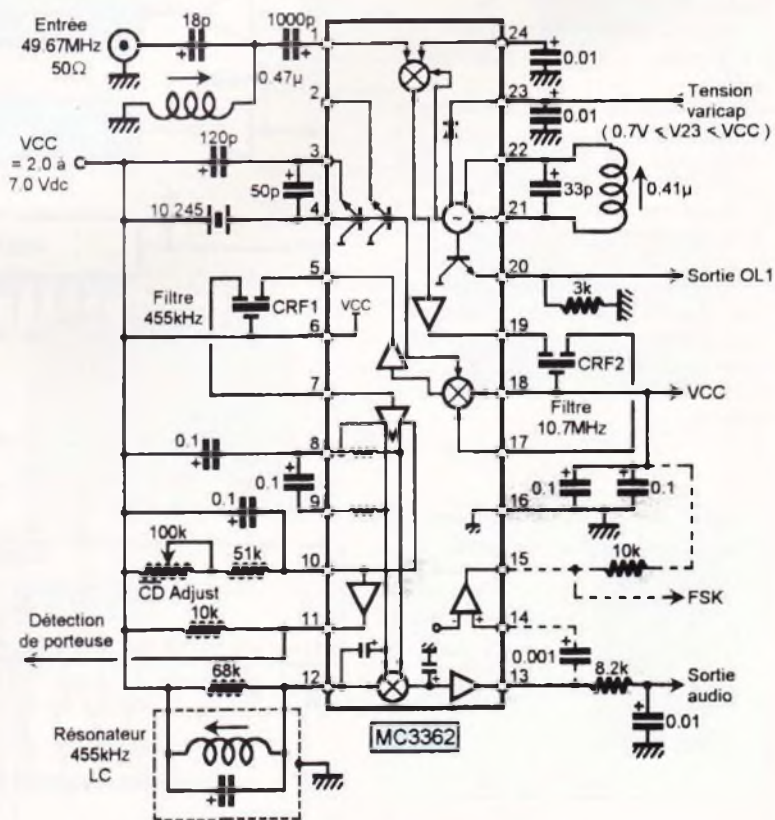 Entrée
49.67MHz
50Ω
18p
1000p
0.47µ
VCC
= 2.0 à
7.0 Vdc
120p
50p
10.245
Filtre
455kHz
CRF1
VCC
0.1
0.1
0.1
100k
51k
CD Adjust
10k
Détection
de porteuse
68k
Résonateur
455kHz
LC
1
2
3
4
5
6
7
8
9
10
11
12
MC3362
24
23
22
21
20
19
18
17
16
15
14
13
0.01
Tension
varicap
(0.7V < V23 < VCC)
0.01
33p
0.41µ
Sortie OL1
3k
CRF2
VCC
Filtre
10.7MHz
0.1
0.1
10k
FSK
0.001
8.2k
Sortie
audio
0.01